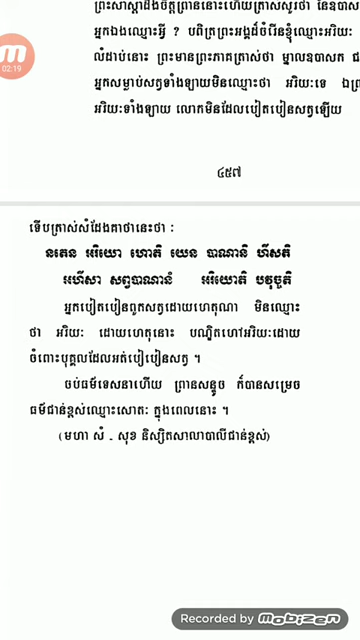 ព្រះសាស្តាដឹងចិត្តព្រាននោះហើយត្រាស់សួរថា នៃឧបាស
អ្នកឯងឈ្មោះអ្វី ? បពិត្រព្រះអង្គដ៏ចំរើនខ្ញុំឈ្មោះអរិយៈ
លំដាប់នោះ ព្រះមានព្រះភាគត្រាស់ថា ម្នាលឧបាសក ជ
អ្នកសម្លាប់សត្វទាំងឡាយមិនឈ្មោះថា អរិយៈទេ ឯព្រ
អរិយៈទាំងឡាយ លោកមិនដែលបៀតបៀនសត្វឡើយ
02:19
៤៥៧
ទើបត្រាស់សំដែងគាថានេះថា ៈ
នតេន អរិយោ ហោតិ យេន បាណានិ ហឹសតិ
អហឹសា សព្វបាណានំ អរិយោតិ បវុច្ចតិ
អ្នកបៀតបៀនពួកសត្វដោយហេតុណា មិនឈ្មោះ
ថា អរិយៈ ដោយហេតុនោះ បណ្ឌិតហៅអរិយៈដោយ
ចំពោះបុគ្គលដែលអត់បៀបៀនសត្វ ។
ចប់ធម៌ទេសនាហើយ ព្រានសន្ទូច ក៏បានសម្រេច
ធម៌ជាន់ខ្ពស់ឈ្មោះសោតៈ ក្នុងពេលនោះ ។
(មហា សំ - សុខ និស្សិតសាលាបាលីជាន់ខ្ពស់)
Recorded by mobizen